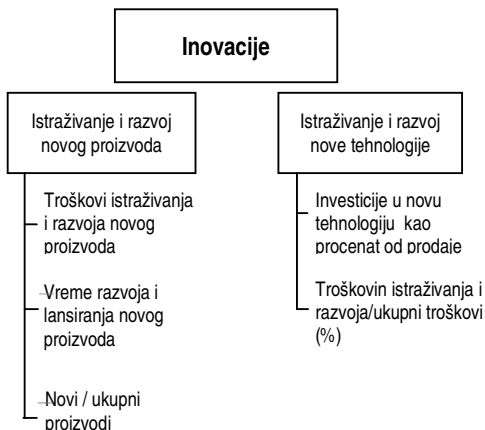 Inovacije
Istraživanje i razvoj
novog proizvoda
Troškovi istraživanja
i razvoja novog
proizvoda
Vreme razvoja i
lansiranja novog
proizvoda
Novi / ukupni
proizvodi
Istraživanje i razvoj
nove tehnologije
Investicije u novu
tehnologiju kao
procenat od prodaje
Troškovin istraživanja i
razvoja/ukupni troškovi
(%)